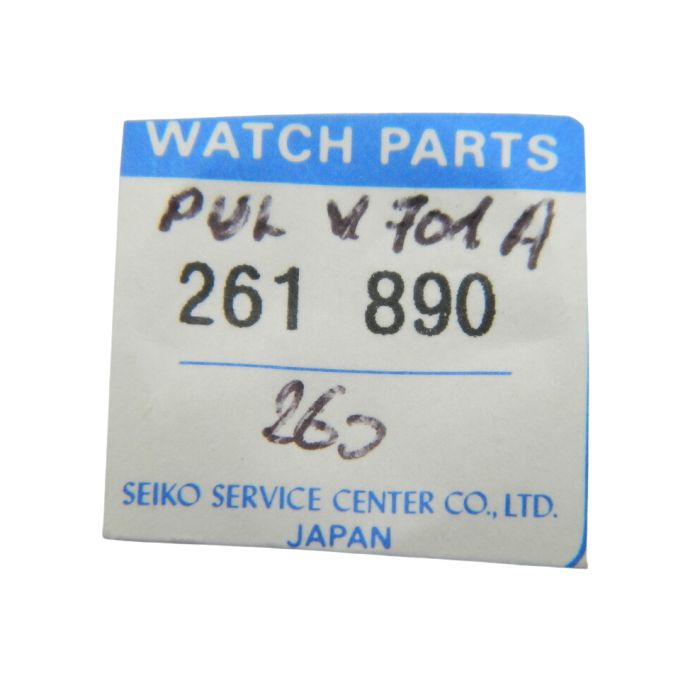 WATCH PARTS
PUL V701A
261 890
260
SEIKO SERVICE CENTER CO., LTD.
JAPAN